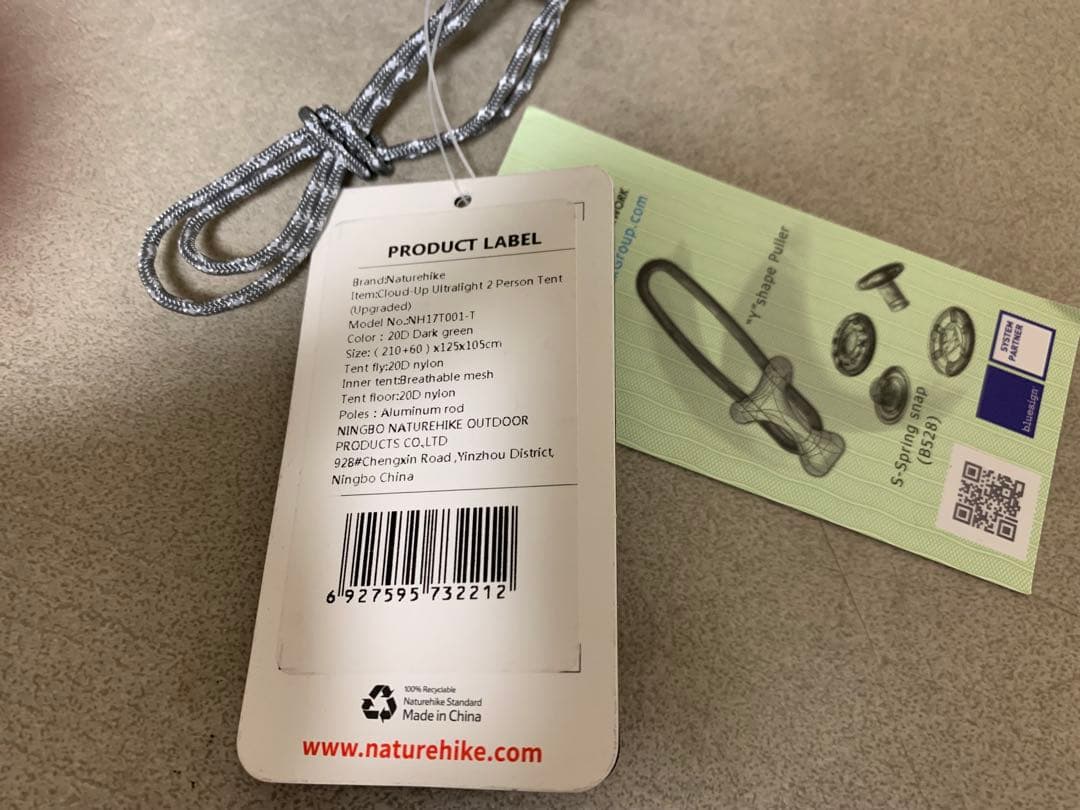 PRODUCT LABEL
Brand:Naturehike
Item:Cloud-Up Ultralight 2 Person Tent
(Upgraded)
Model No.:NH17T001-T
Color : 20D Dark green
Size: ( 210+60 ) x125x105cm
Tent fly:20D nylon
Inner tent:Breathable mesh
Tent floor:20D nylon
Poles : Aluminum rod
NINGBO NATUREHIKE OUTDOOR
PRODUCTS CO.,LTD
928#Chengxin Road ,Yinzhou District,
Ningbo China
6 927595 732212
100% Recyclable
Naturehike Standard
Made in China
www.naturehike.com
Group.com
"Y"shape Puller
S-Spring snap
(B528)
SYSTEM
PARTNER
bluesign